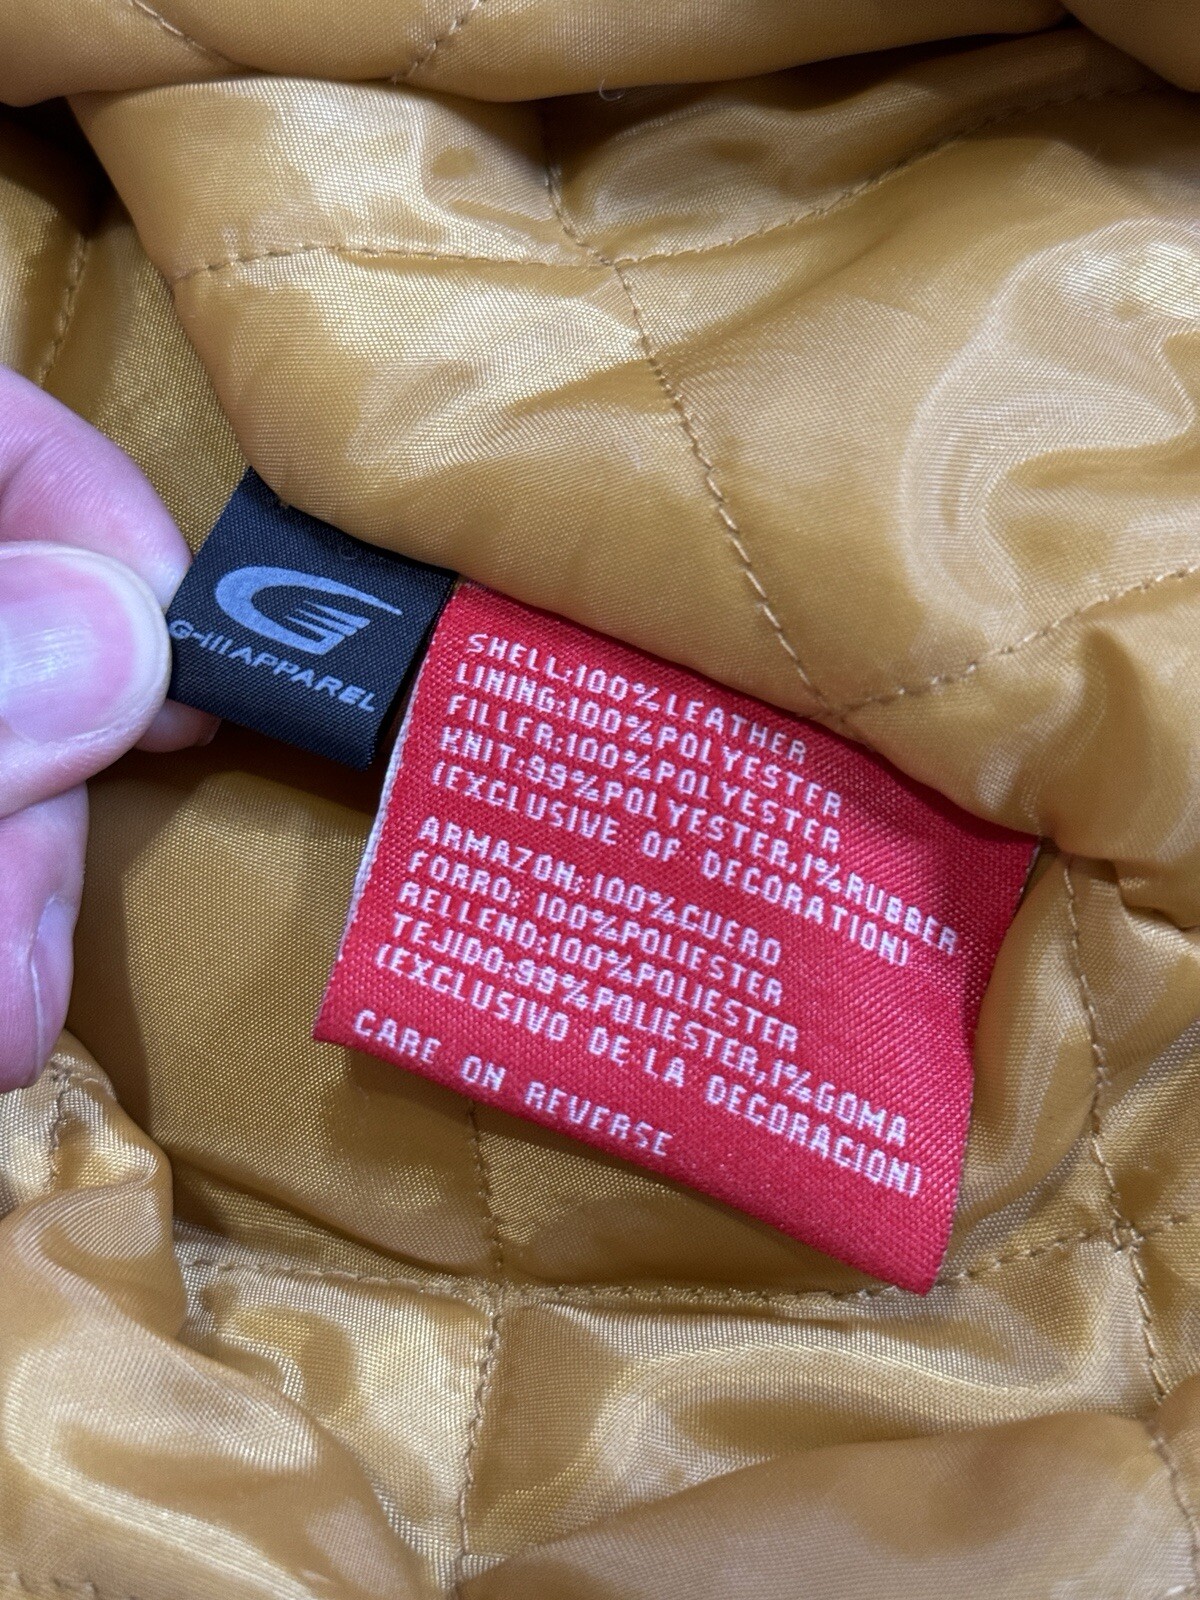 G-III APPAREL
SHELL:100%LEATHER
LINING:100%POLYESTER
FILLER:100%POLYESTER
KNIT:99%POLYESTER,1%RUBBER
(EXCLUSIVE OF DECORATION)
ARMAZON:100%CUERO
FORRO: 100%POLIESTER
RELLENO:100%POLIESTER
TEJIDO:99%POLIESTER,1%GOMA
(EXCLUSIVO DE LA DECORACION)
CARE ON REVERSE